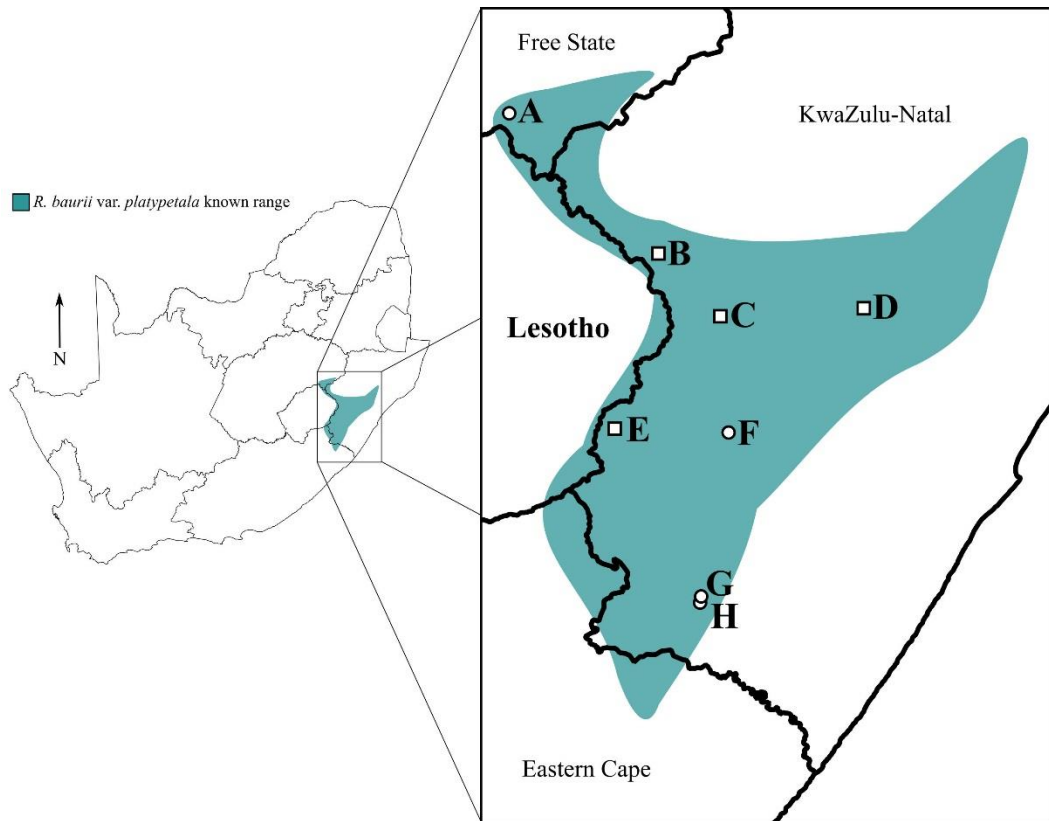 Free State
A
KwaZulu-Natal
R. baurii var. platypetala known range
B
C
D
Lesotho
N
E
F
G
H
Eastern Cape